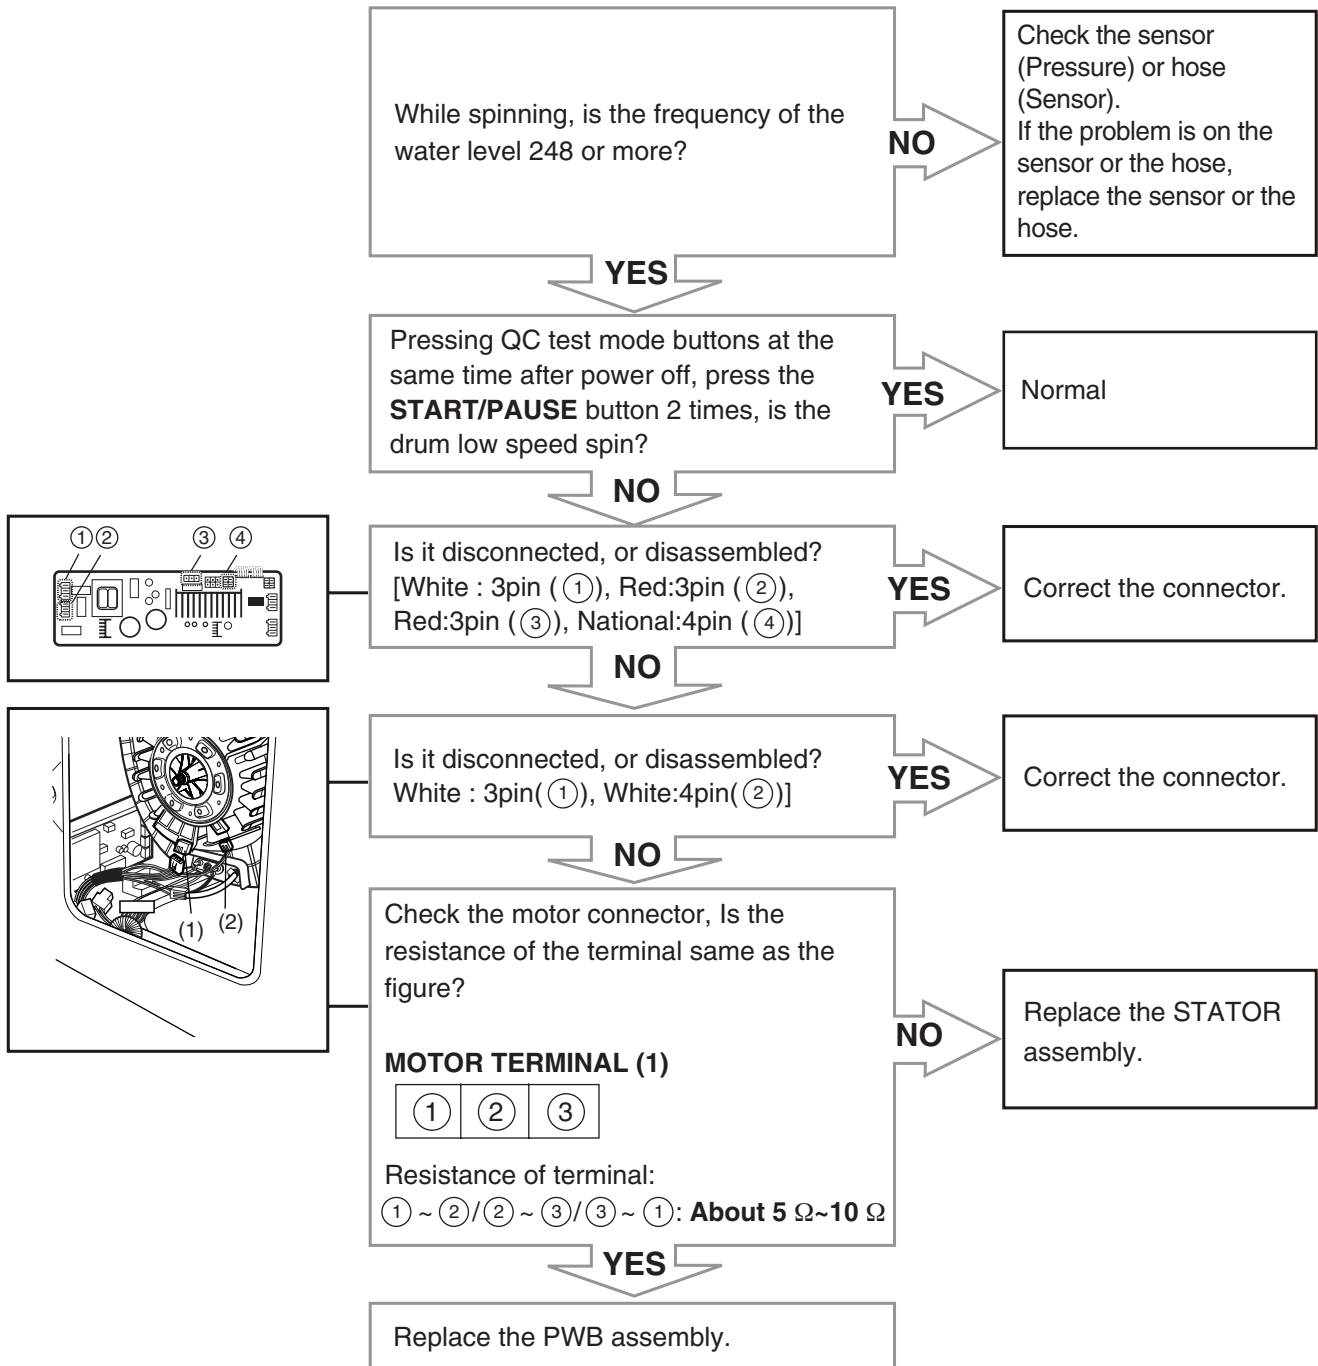 While spinning, is the frequency of the
water level 248 or more?
NO
Check the sensor
(Pressure) or hose
(Sensor).
If the problem is on the
sensor or the hose,
replace the sensor or the
hose.
YES
Pressing QC test mode buttons at the
same time after power off, press the
START/PAUSE button 2 times, is the
drum low speed spin?
YES
Normal
NO
① ② ③ ④
Is it disconnected, or disassembled?
[White : 3pin (①), Red:3pin (②),
Red:3pin (③), National:4pin (④)]
YES
Correct the connector.
NO
(1) (2)
Is it disconnected, or disassembled?
White : 3pin(①), White:4pin(②)]
YES
Correct the connector.
NO
Check the motor connector, Is the
resistance of the terminal same as the
figure?
MOTOR TERMINAL (1)
① ② ③
Resistance of terminal:
① ~ ②/② ~ ③/③ ~ ①: About 5 Ω~10 Ω
NO
Replace the STATOR
assembly.
YES
Replace the PWB assembly.